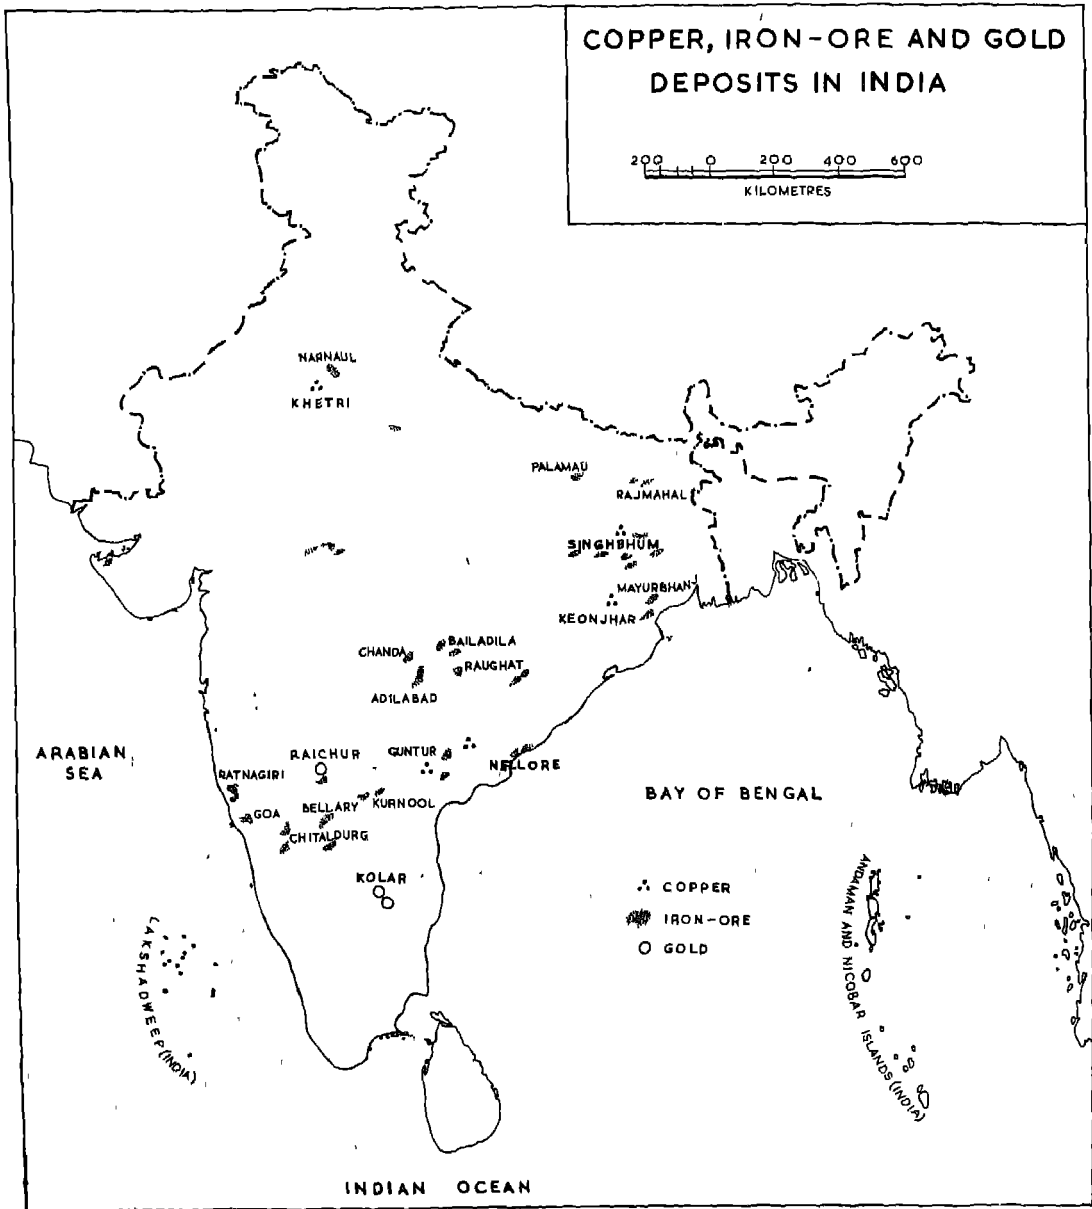 COPPER, IRON-ORE AND GOLD
DEPOSITS IN INDIA
200 0 200 400 600
KILOMETRES
NARNAUL
KHETRI
PALAMAU
RAJMAHAL
SINGHBHUM
MAYURBHAN
KEONJHAR
BAILADILA
CHANDA
RAUGHAT
ADILABAD
ARABIAN
SEA
RAICHUR
GUNTUR
NELLORE
RATNAGIRI
BELLARY
KURNOOL
GOA
CHITALDURG
BAY OF BENGAL
KOLAR
COPPER
IRON-ORE
GOLD
LAKSHADWEEP (INDIA)
ANDAMAN AND NICOBAR ISLANDS (INDIA)
INDIAN OCEAN